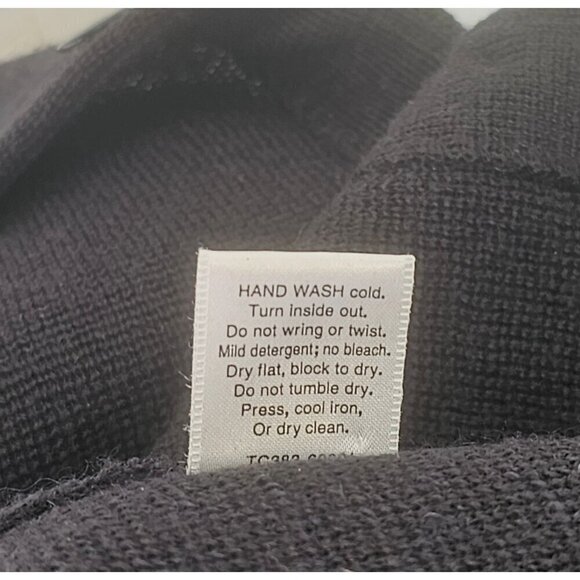 HAND WASH cold.
Turn inside out.
Do not wring or twist.
Mild detergent; no bleach.
Dry flat, block to dry.
Do not tumble dry.
Press, cool iron,
Or dry clean.